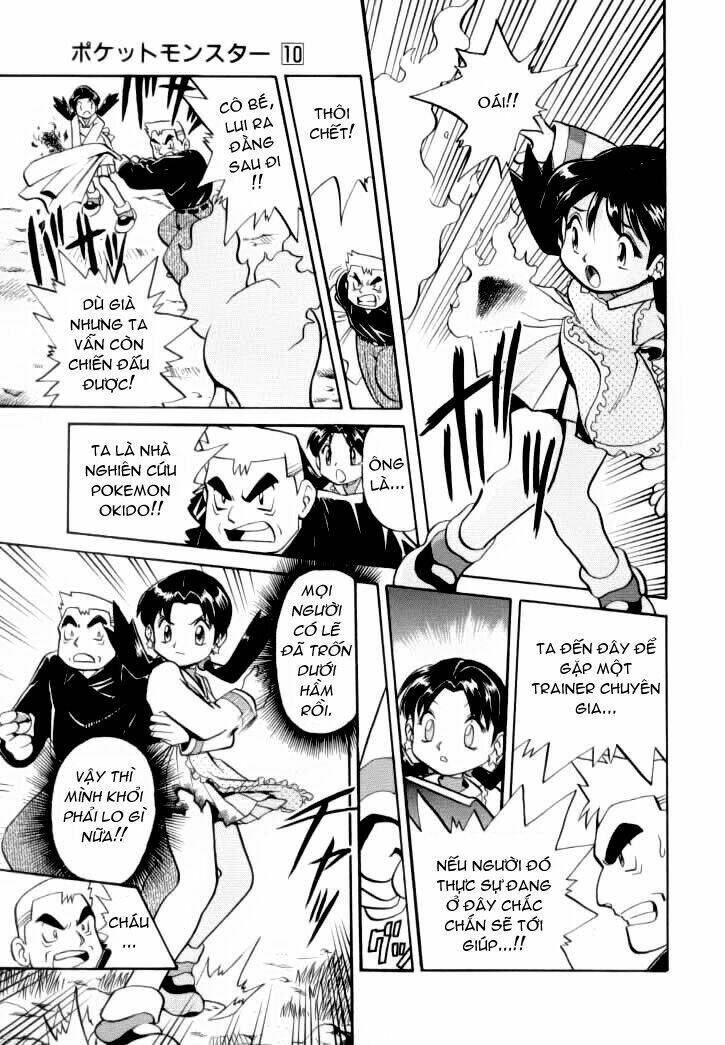 ポケットモンスター 10
OÁI!!
THÔI
CHẾT!
CÔ BÉ,
LUI RA
ĐẰNG
SAU ĐI
!!
DÙ GIÀ
NHƯNG TA
VẪN CÒN
CHIẾN ĐẤU
ĐƯỢC!
ÔNG
LÀ...
TA LÀ NHÀ
NGHIÊN CỨU
POKEMON
OKIDO!!
TA ĐẾN ĐÂY ĐỂ
GẶP MỘT
TRAINER CHUYÊN
GIA...
NẾU NGƯỜI ĐÓ
THỰC SỰ ĐANG
Ở ĐÂY CHẮC
CHẮN SẼ TỚI
GIÚP...!!
MỌI
NGƯỜI
CÓ LẼ
ĐÃ TRỐN
DƯỚI
HẦM
RỒI.
VẬY THÌ
MÌNH KHỎI
PHẢI LO GÌ
NỮA!!
CHÁU
...